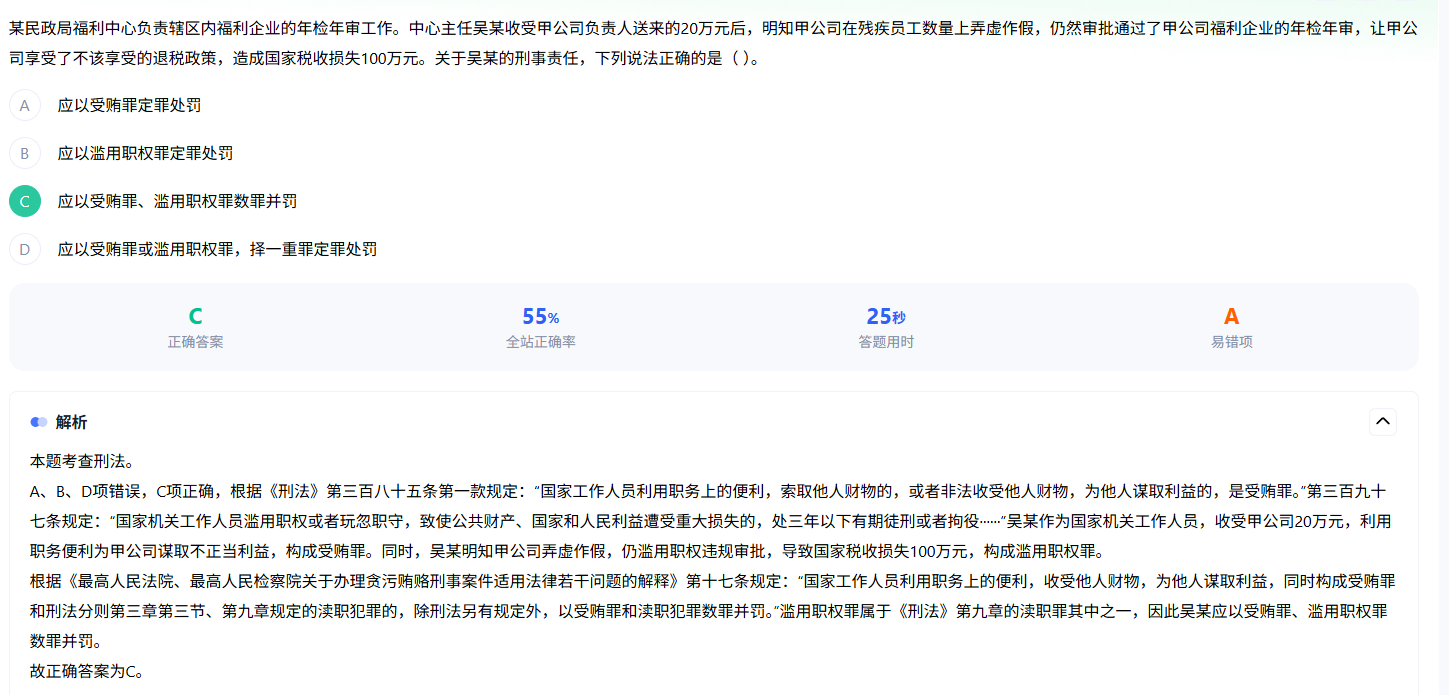 某民政局福利中心负责辖区内福利企业的年检年审工作。中心主任吴某收受甲公司负责人送来的20万元后，明知甲公司在残疾员工数量上弄虚作假，仍然审批通过了甲公司福利企业的年检年审，让甲公
司享受了不该享受的退税政策，造成国家税收损失100万元。关于吴某的刑事责任，下列说法正确的是（ ）。
A 应以受贿罪定罪处罚
B 应以滥用职权罪定罪处罚
C 应以受贿罪、滥用职权罪数罪并罚
D 应以受贿罪或滥用职权罪，择一重罪定罪处罚
C 55% 25秒 A
正确答案 全站正确率 答题用时 易错项
解析
本题考查刑法。
A、B、D项错误，C项正确，根据《刑法》第三百八十五条第一款规定：“国家工作人员利用职务上的便利，索取他人财物的，或者非法收受他人财物，为他人谋取利益的，是受贿罪。”第三百九十
七条规定：“国家机关工作人员滥用职权或者玩忽职守，致使公共财产、国家和人民利益遭受重大损失的，处三年以下有期徒刑或者拘役······”吴某作为国家机关工作人员，收受甲公司20万元，利用
职务便利为甲公司谋取不正当利益，构成受贿罪。同时，吴某明知甲公司弄虚作假，仍滥用职权违规审批，导致国家税收损失100万元，构成滥用职权罪。
根据《最高人民法院、最高人民检察院关于办理贪污贿赂刑事案件适用法律若干问题的解释》第十七条规定：“国家工作人员利用职务上的便利，收受他人财物，为他人谋取利益，同时构成受贿罪
和刑法分则第三章第三节、第九章规定的渎职犯罪的，除刑法另有规定外，以受贿罪和渎职犯罪数罪并罚。”滥用职权罪属于《刑法》第九章的渎职罪其中之一，因此吴某应以受贿罪、滥用职权罪
数罪并罚。
故正确答案为C。